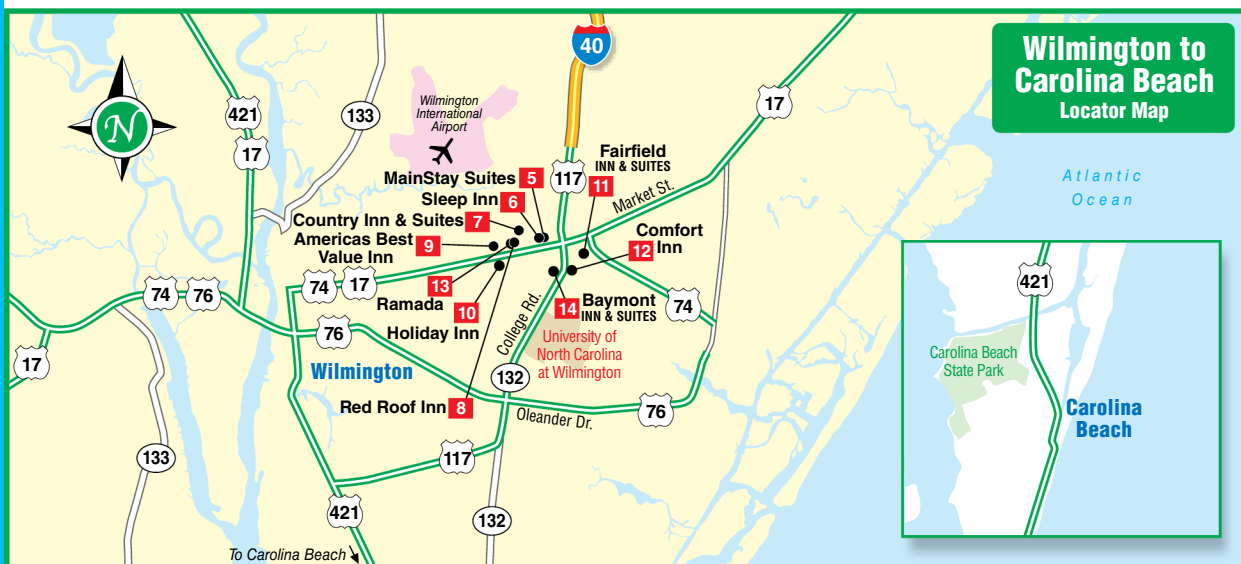 Wilmington to
Carolina Beach
Locator Map
N
40
421
17
133
Wilmington
International
Airport
17
Atlantic
Ocean
117
Fairfield
INN & SUITES
11
Market St.
MainStay Suites 5
Sleep Inn 6
Country Inn & Suites 7
Americas Best
Value Inn
9
Comfort
Inn
12
13
Ramada
10
Holiday Inn
14
Baymont
INN & SUITES
74
76
74
17
76
74
17
College Rd.
University of
North Carolina
at Wilmington
Wilmington
132
Red Roof Inn 8
Oleander Dr.
76
117
133
421
132
To Carolina Beach
421
Carolina Beach
State Park
Carolina
Beach